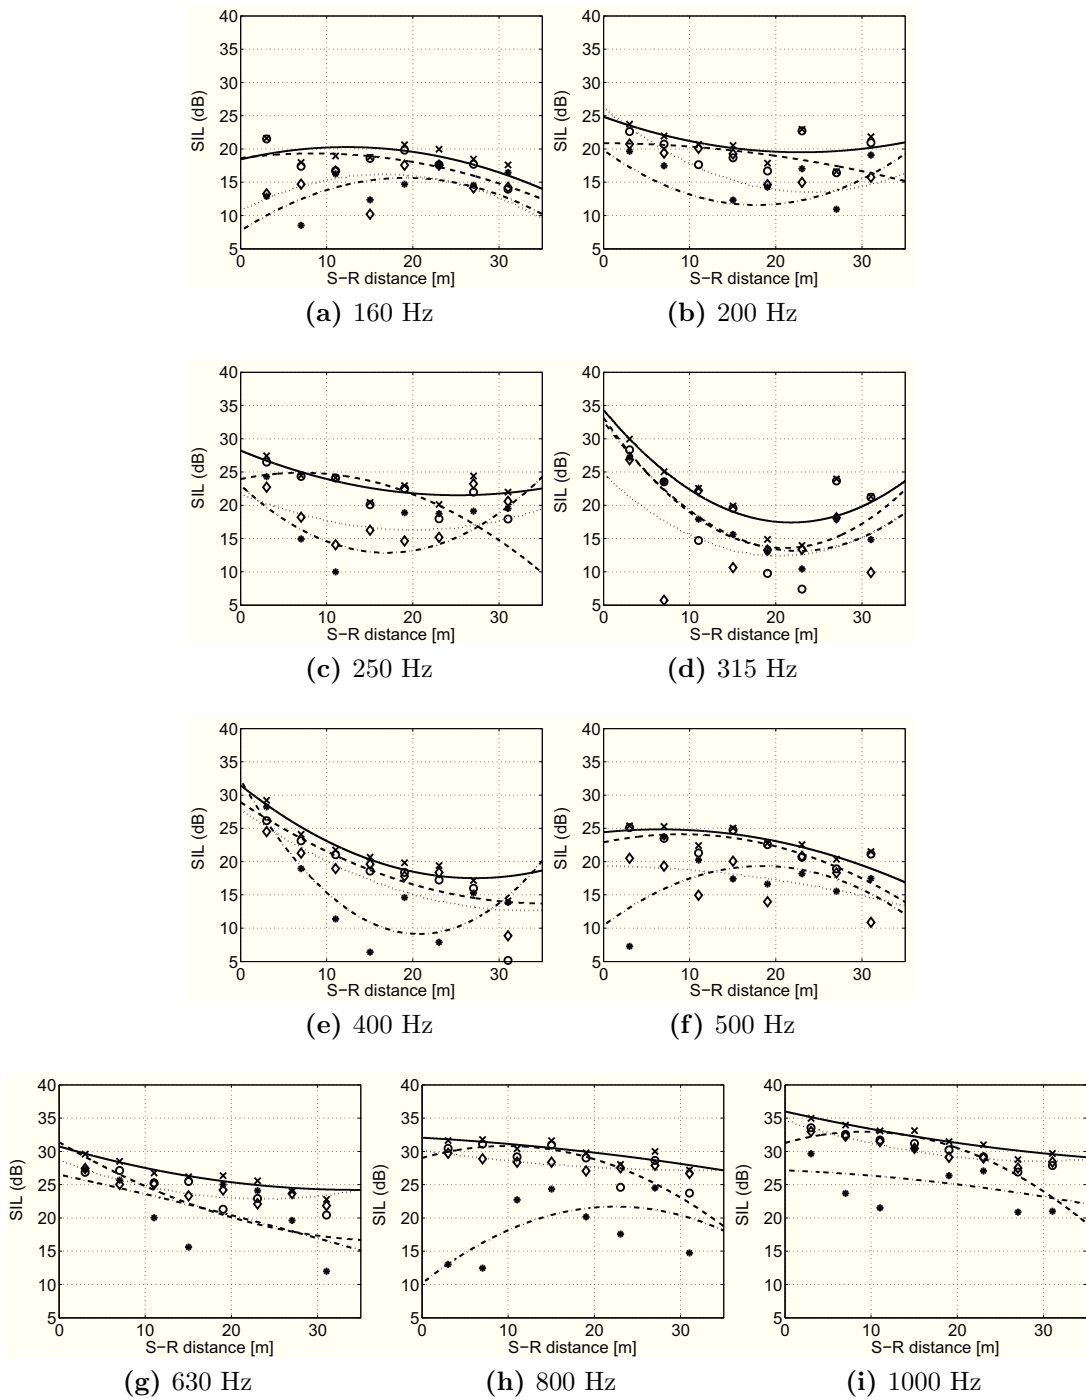 40 40
35 35
30 30
25 25
20 20
15 15
10 10
5 5
SIL (dB) SIL (dB)
0 10 20 30 0 10 20 30
S−R distance [m] S−R distance [m]
(a) 160 Hz (b) 200 Hz
40 40
35 35
30 30
25 25
20 20
15 15
10 10
5 5
SIL (dB) SIL (dB)
0 10 20 30 0 10 20 30
S−R distance [m] S−R distance [m]
(c) 250 Hz (d) 315 Hz
40 40
35 35
30 30
25 25
20 20
15 15
10 10
5 5
SIL (dB) SIL (dB)
0 10 20 30 0 10 20 30
S−R distance [m] S−R distance [m]
(e) 400 Hz (f) 500 Hz
40 40 40
35 35 35
30 30 30
25 25 25
20 20 20
15 15 15
10 10 10
5 5 5
SIL (dB) SIL (dB) SIL (dB)
0 10 20 30 0 10 20 30 0 10 20 30
S−R distance [m] S−R distance [m] S−R distance [m]
(g) 630 Hz (h) 800 Hz (i) 1000 Hz